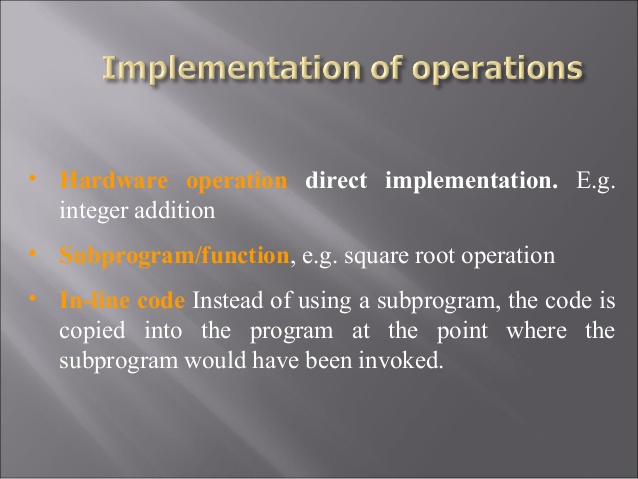 Implementation of operations
• Hardware operation direct implementation. E.g.
integer addition
• Subprogram/function, e.g. square root operation
• In-line code Instead of using a subprogram, the code is
copied into the program at the point where the
subprogram would have been invoked.